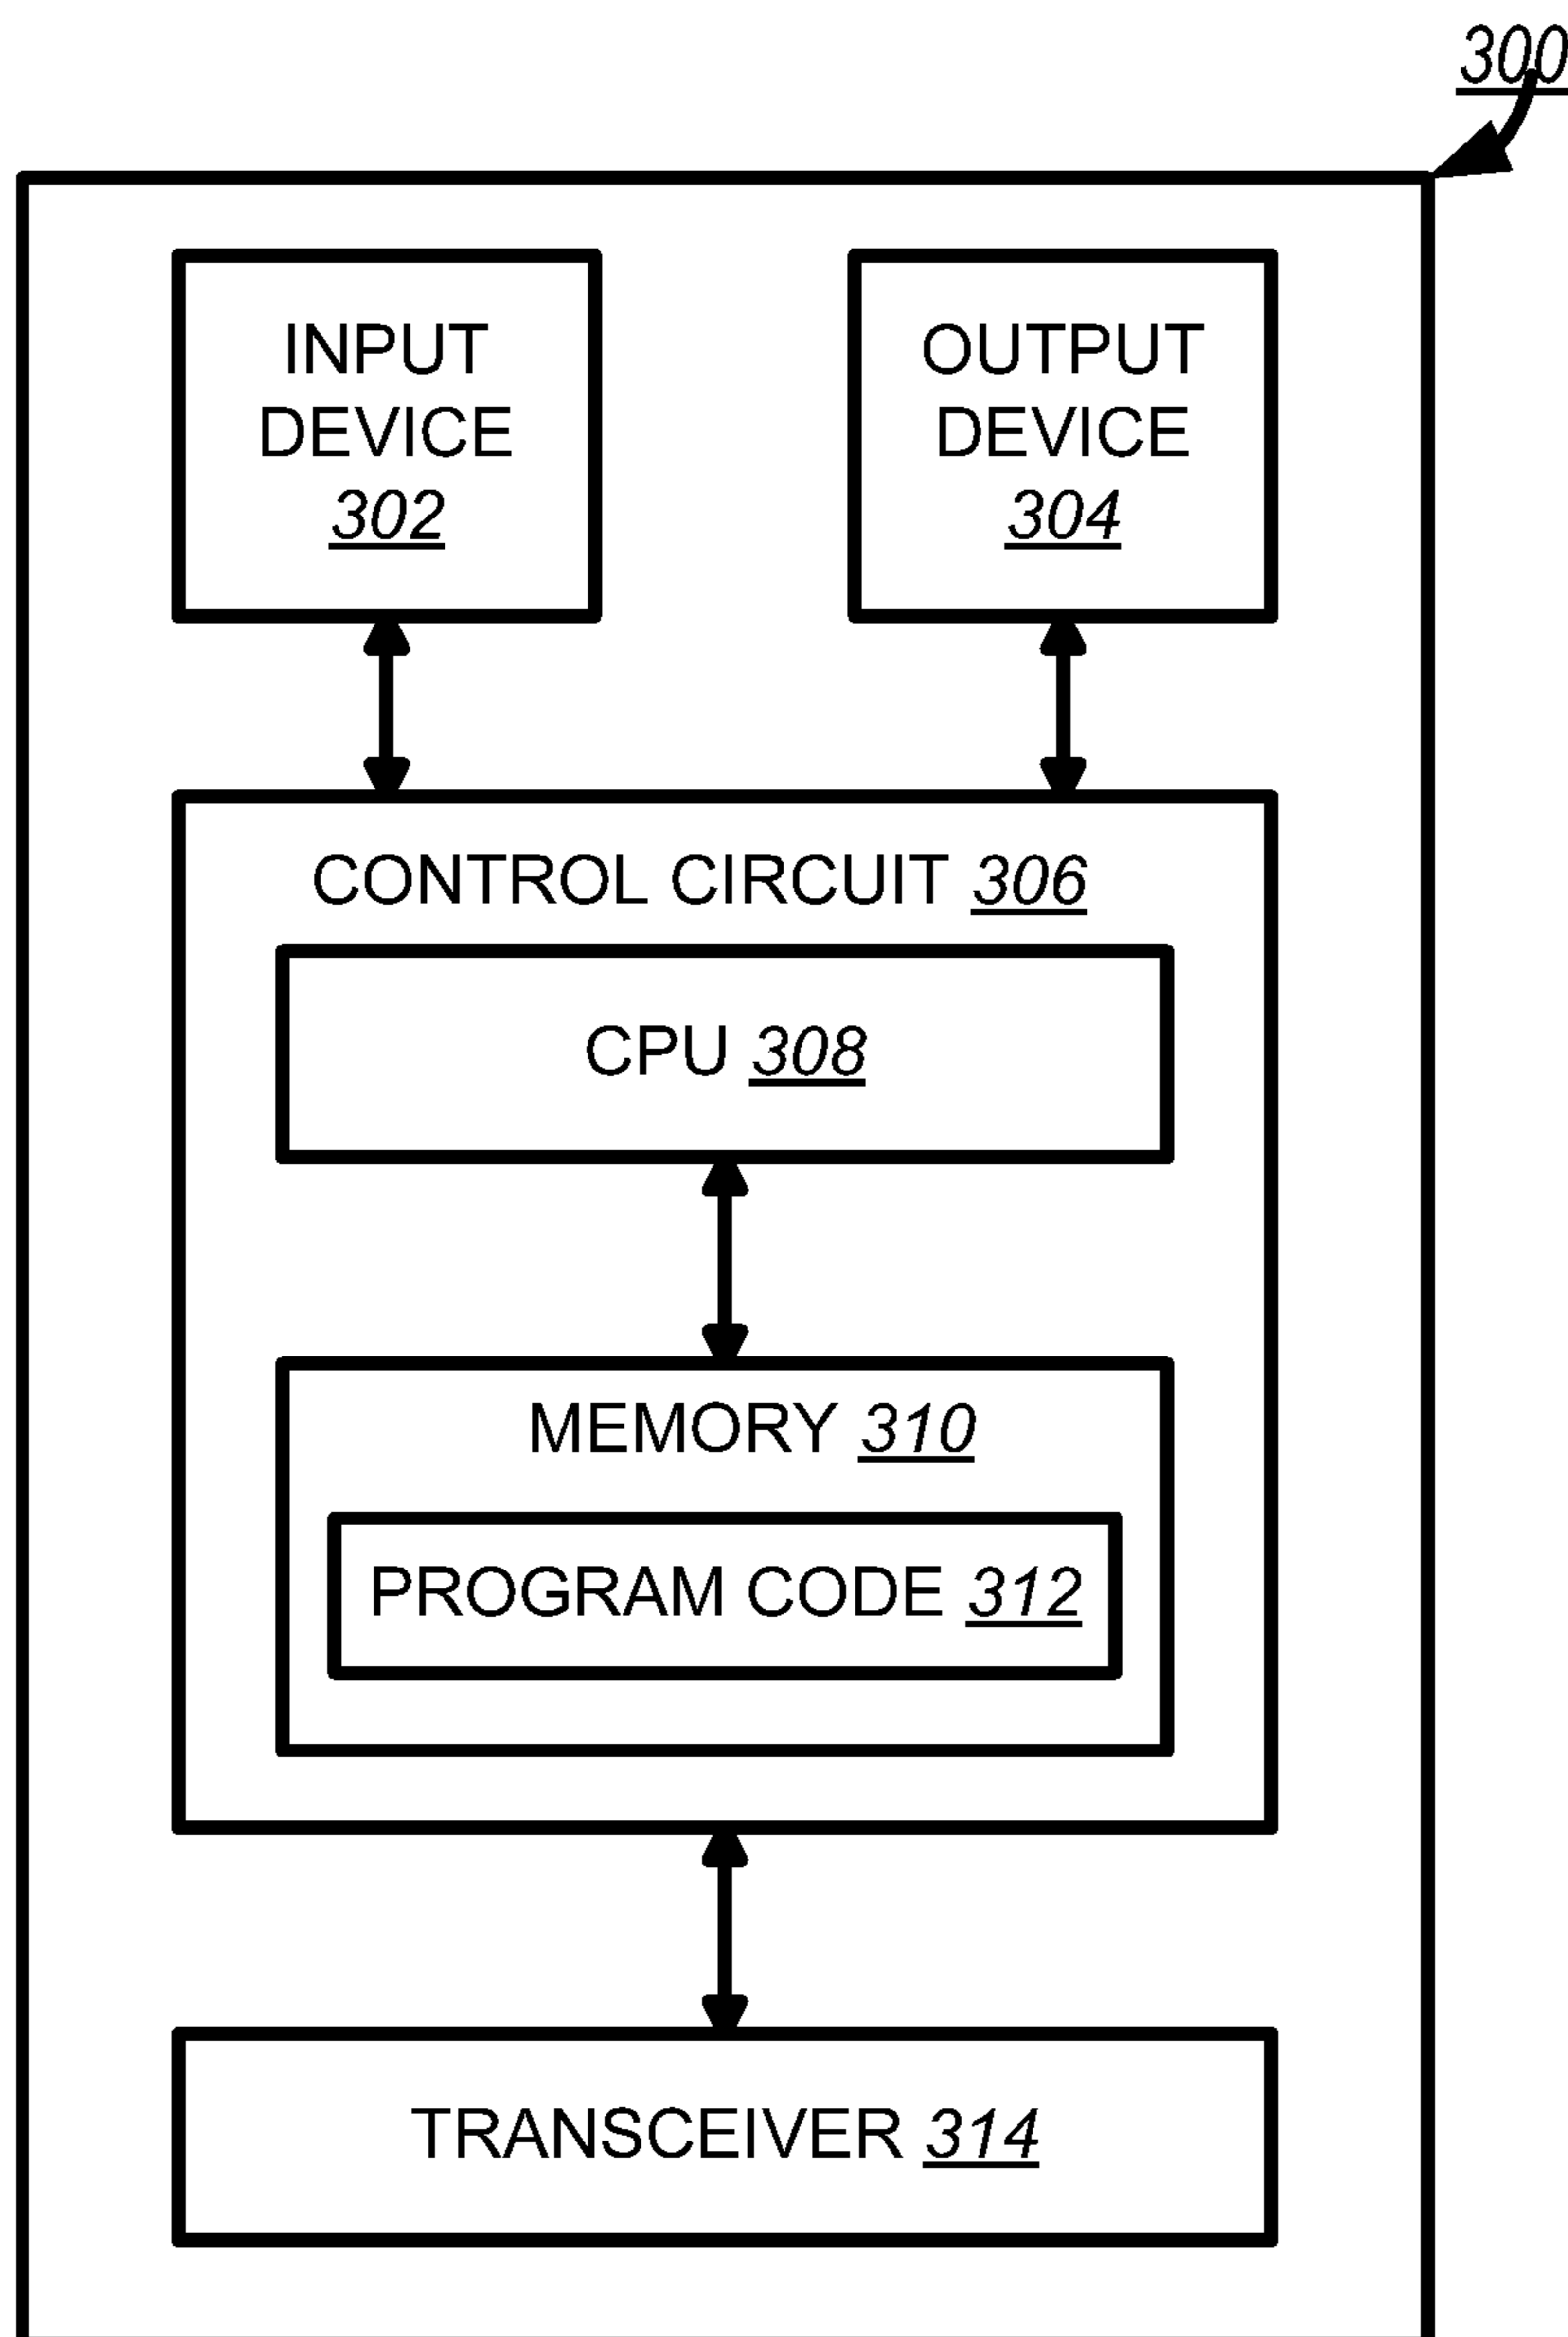 300
INPUT
DEVICE
302
OUTPUT
DEVICE
304
CONTROL CIRCUIT 306
CPU 308
MEMORY 310
PROGRAM CODE 312
TRANSCEIVER 314